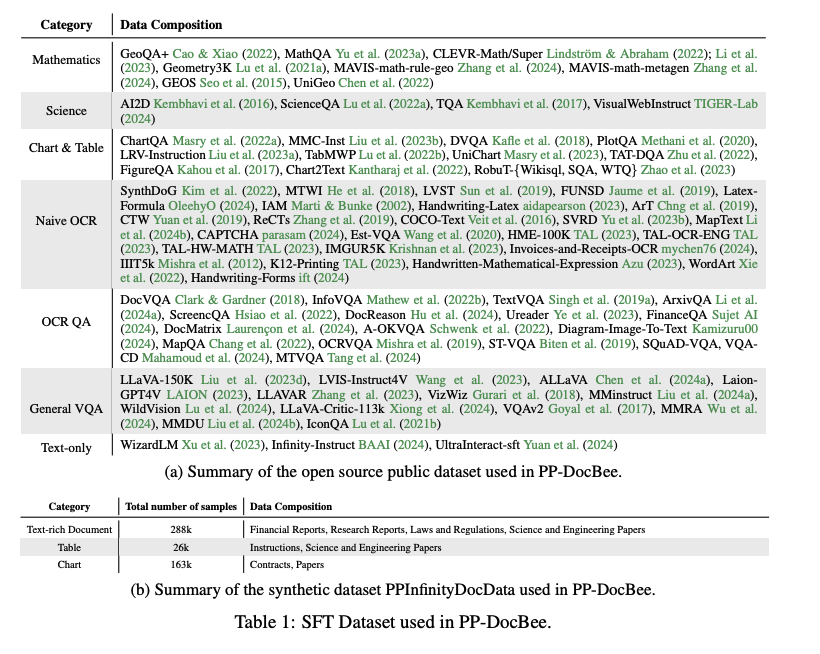 Category Data Composition
Mathematics
GeoQA+ Cao & Xiao (2022), MathQA Yu et al. (2023a), CLEVR-Math/Super Lindström & Abraham (2022); Li et al.
(2023), Geometry3K Lu et al. (2021a), MAVIS-math-rule-geo Zhang et al. (2024), MAVIS-math-metagen Zhang et al.
(2024), GEOS Seo et al. (2015), UniGeo Chen et al. (2022)
Science
AI2D Kembhavi et al. (2016), ScienceQA Lu et al. (2022a), TQA Kembhavi et al. (2017), VisualWebInstruct TIGER-Lab
(2024)
Chart & Table
ChartQA Masry et al. (2022a), MMC-Inst Liu et al. (2023b), DVQA Kafle et al. (2018), PlotQA Methani et al. (2020),
LRV-Instruction Liu et al. (2023a), TabMWP Lu et al. (2022b), UniChart Masry et al. (2023), TAT-DQA Zhu et al. (2022),
FigureQA Kahou et al. (2017), Chart2Text Kantharaj et al. (2022), RobuT-{Wikisql, SQA, WTQ} Zhao et al. (2023)
Naive OCR
SynthDoG Kim et al. (2022), MTWI He et al. (2018), LVST Sun et al. (2019), FUNSD Jaume et al. (2019), Latex-
Formula OleehyO (2024), IAM Marti & Bunke (2002), Handwriting-Latex aidapearson (2023), ArT Chng et al. (2019),
CTW Yuan et al. (2019), ReCTs Zhang et al. (2019), COCO-Text Veit et al. (2016), SVRD Yu et al. (2023b), MapText Li
et al. (2024b), CAPTCHA parasam (2024), Est-VQA Wang et al. (2020), HME-100K TAL (2023), TAL-OCR-ENG TAL
(2023), TAL-HW-MATH TAL (2023), IMGUR5K Krishnan et al. (2023), Invoices-and-Receipts-OCR mychen76 (2024),
IIIT5k Mishra et al. (2012), K12-Printing TAL (2023), Handwritten-Mathematical-Expression Azu (2023), WordArt Xie
et al. (2022), Handwriting-Forms ift (2024)
OCR QA
DocVQA Clark & Gardner (2018), InfoVQA Mathew et al. (2022b), TextVQA Singh et al. (2019a), ArxivQA Li et al.
(2024a), ScreencQA Hsiao et al. (2022), DocReason Hu et al. (2024), Ureader Ye et al. (2023), FinanceQA Sujet AI
(2024), DocMatrix Laurençon et al. (2024), A-OKVQA Schwenk et al. (2022), Diagram-Image-To-Text Kamizuru00
(2024), MapQA Chang et al. (2022), OCRVQA Mishra et al. (2019), ST-VQA Biten et al. (2019), SQuAD-VQA, VQA-
CD Mahamoud et al. (2024), MTVQA Tang et al. (2024)
General VQA
LLaVA-150K Liu et al. (2023d), LVIS-Instruct4V Wang et al. (2023), ALLaVA Chen et al. (2024a), Laion-
GPT4V LAION (2023), LLAVAR Zhang et al. (2023), VizWiz Gurari et al. (2018), MMinstruct Liu et al. (2024a),
WildVision Lu et al. (2024), LLaVA-Critic-113k Xiong et al. (2024), VQAv2 Goyal et al. (2017), MMRA Wu et al.
(2024), MMDU Liu et al. (2024b), IconQA Lu et al. (2021b)
Text-only
WizardLM Xu et al. (2023), Infinity-Instruct BAAI (2024), UltraInteract-sft Yuan et al. (2024)
(a) Summary of the open source public dataset used in PP-DocBee.
Category Total number of samples Data Composition
Text-rich Document 288k Financial Reports, Research Reports, Laws and Regulations, Science and Engineering Papers
Table 26k Instructions, Science and Engineering Papers
Chart 163k Contracts, Papers
(b) Summary of the synthetic dataset PPInfinityDocData used in PP-DocBee.
Table 1: SFT Dataset used in PP-DocBee.